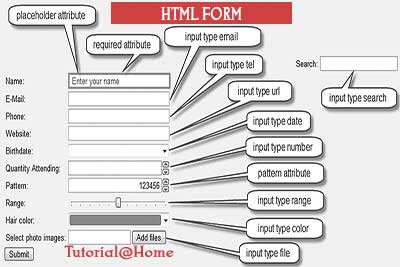 HTML FORM
placeholder attribute
required attribute
input type email
input type tel
Search:
input type search
Name:
Enter your name
input type url
E-Mail:
Phone:
input type date
Website:
input type number
Birthdate:
Quantity Attending:
pattern attribute
Pattern:
123456
input type range
Range:
Hair color:
input type color
Select photo images:
Add files
input type file
Submit
Tutorial@Home